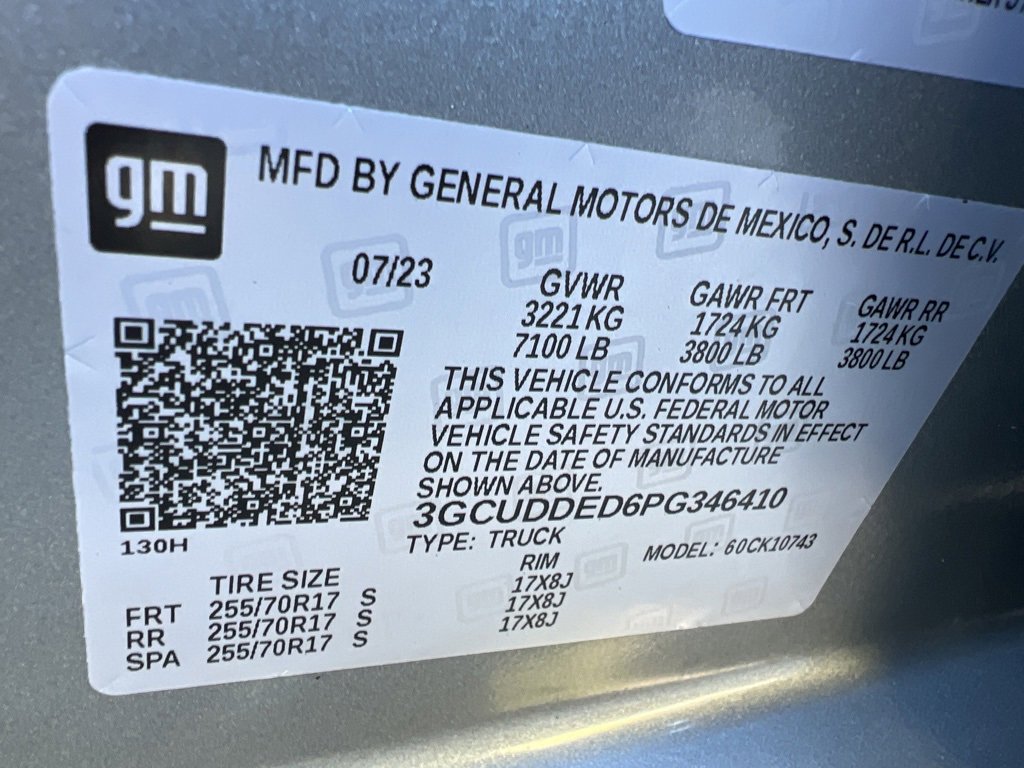 gm
MFD BY GENERAL MOTORS DE MEXICO, S. DE R.L. DE C.V.
07/23
GVWR GAWR FRT GAWR RR
3221 KG 1724 KG 1724 KG
7100 LB 3800 LB 3800 LB
THIS VEHICLE CONFORMS TO ALL
APPLICABLE U.S. FEDERAL MOTOR
VEHICLE SAFETY STANDARDS IN EFFECT
ON THE DATE OF MANUFACTURE
SHOWN ABOVE.
3GCUDDED6PG346410
130H
TYPE: TRUCK MODEL: 60CK10743
TIRE SIZE RIM
FRT 255/70R17 S 17X8J
RR 255/70R17 S 17X8J
SPA 255/70R17 S 17X8J